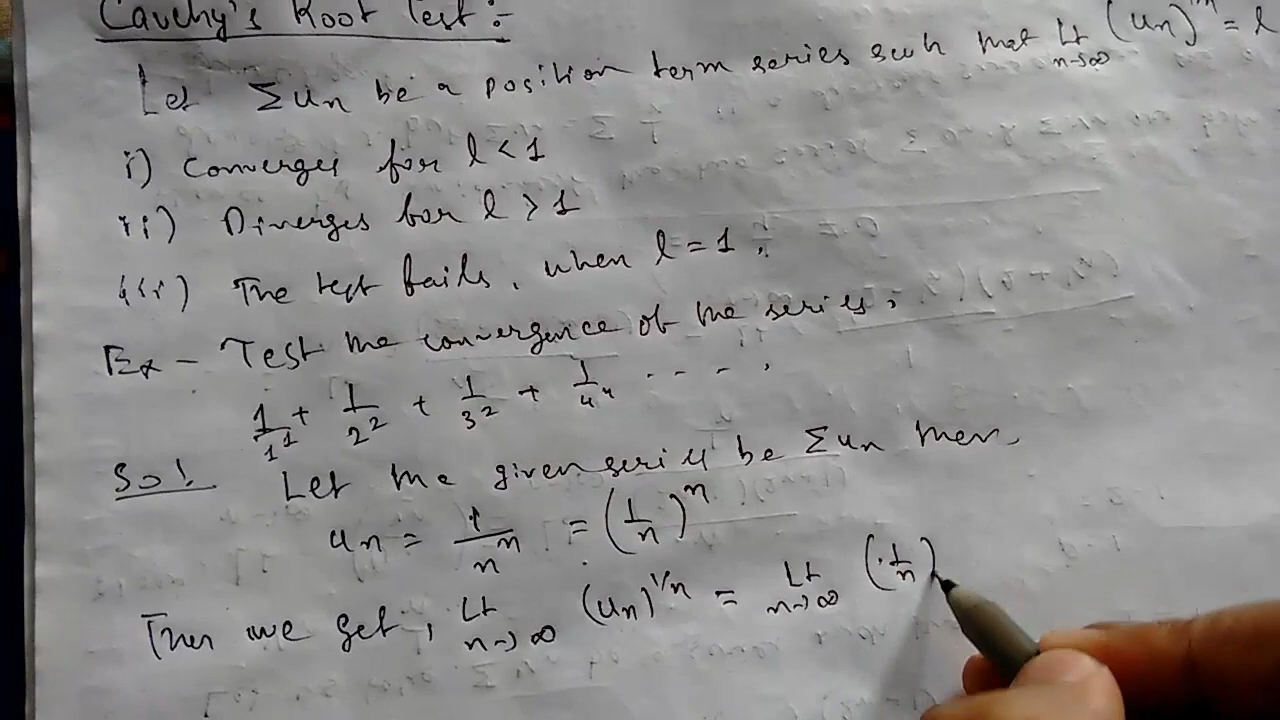 Cauchy's Root Test :-
Let Σun be a position term series such that Lt n→∞ (un)^1/n = l
i) Converges for l < 1
ii) Diverges for l > 1
iii) The test fails, when l = 1,
Ex - Test the convergence of the series,
1/1^1 + 1/2^2 + 1/3^2 + 1/4^4 ....,
Sol Let the given series be Σun then,
un = 1/n^n = (1/n)^n
Then we get, Lt n→∞ (un)^1/n = Lt n→∞ (1/n)